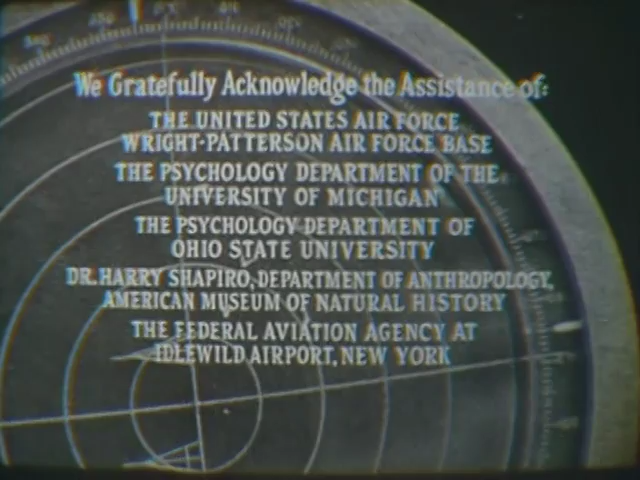 We Gratefully Acknowledge the Assistance of:
THE UNITED STATES AIR FORCE
WRIGHT-PATTERSON AIR FORCE BASE
THE PSYCHOLOGY DEPARTMENT OF THE
UNIVERSITY OF MICHIGAN
THE PSYCHOLOGY DEPARTMENT OF
OHIO STATE UNIVERSITY
DR. HARRY SHAPIRO, DEPARTMENT OF ANTHROPOLOGY,
AMERICAN MUSEUM OF NATURAL HISTORY
THE FEDERAL AVIATION AGENCY AT
IDLEWILD AIRPORT, NEW YORK